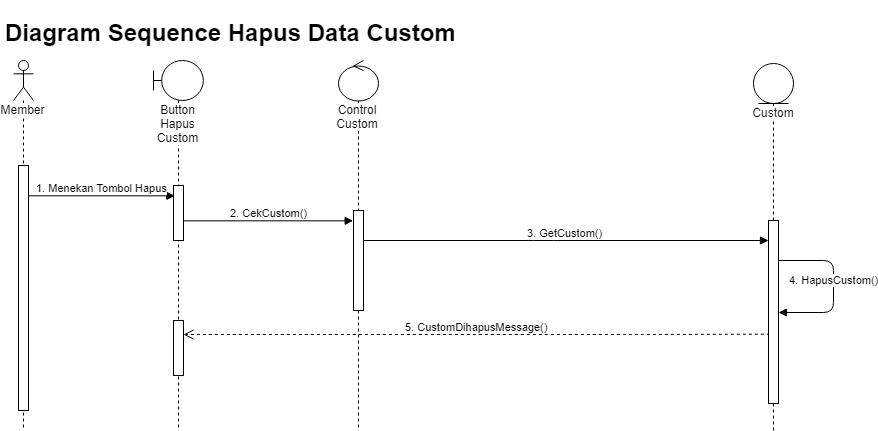 Diagram Sequence Hapus Data Custom
Member
Button
Hapus
Custom
Control
Custom
Custom
1. Menekan Tombol Hapus
2. CekCustom()
3. GetCustom()
4. HapusCustom()
5. CustomDihapusMessage()